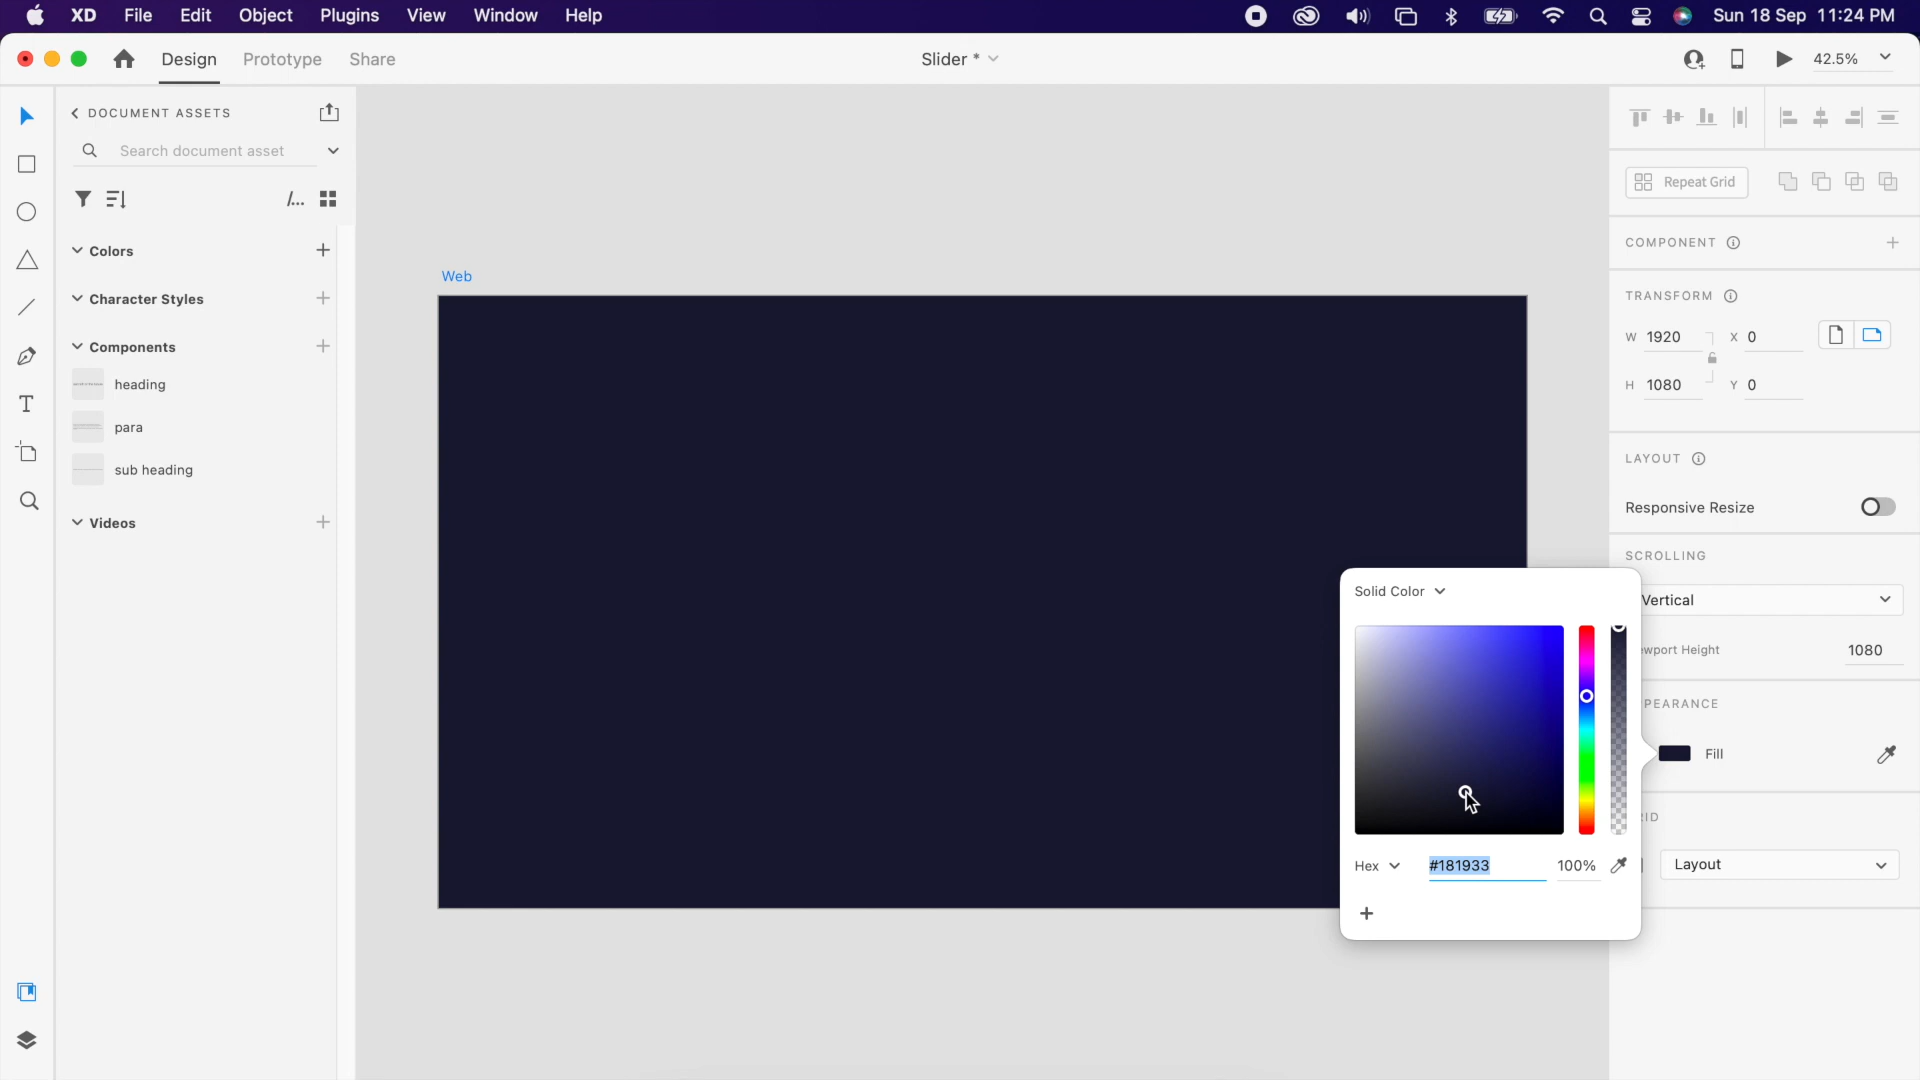 XD File Edit Object Plugins View Window Help Sun 18 Sep 11:24 PM
Design Prototype Share Slider * 42.5%
DOCUMENT ASSETS
Search document asset
/...
Colors
Character Styles
Components
heading
para
sub heading
Videos
Web
Repeat Grid
COMPONENT
TRANSFORM
W 1920 X 0
H 1080 Y 0
LAYOUT
Responsive Resize
SCROLLING
Vertical
ewport Height 1080
PEARANCE
Fill
ID
Layout
Solid Color
Hex #181933 100%